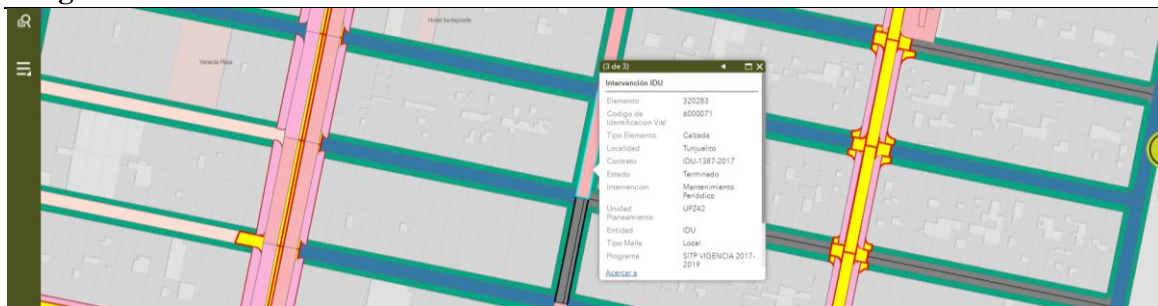 Hotel Santajosefa
Venecia Plaza
(3 de 3)
Intervención IDU
Elemento 520283
Codigo de Identificacion Vial 6000071
Tipo Elemento Calzada
Localidad Tunjuelito
Contrato IDU-1387-2017
Estado Terminado
Intervencion Mantenimiento Periódico
Unidad Planeamiento UPZ42
Entidad IDU
Tipo Malla Local
Programa SITP VIGENCIA 2017-2019
Acercar a